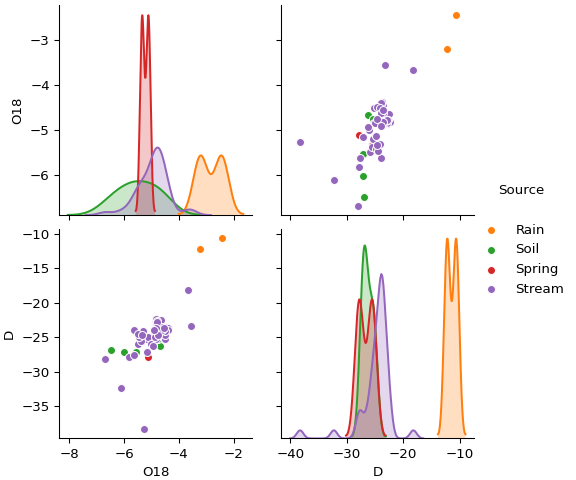 −3
−4
−5
−6
O18
Source
Rain
Soil
Spring
Stream
−10
−15
−20
−25
−30
−35
D
−8 −6 −4 −2
O18
−40 −30 −20 −10
D